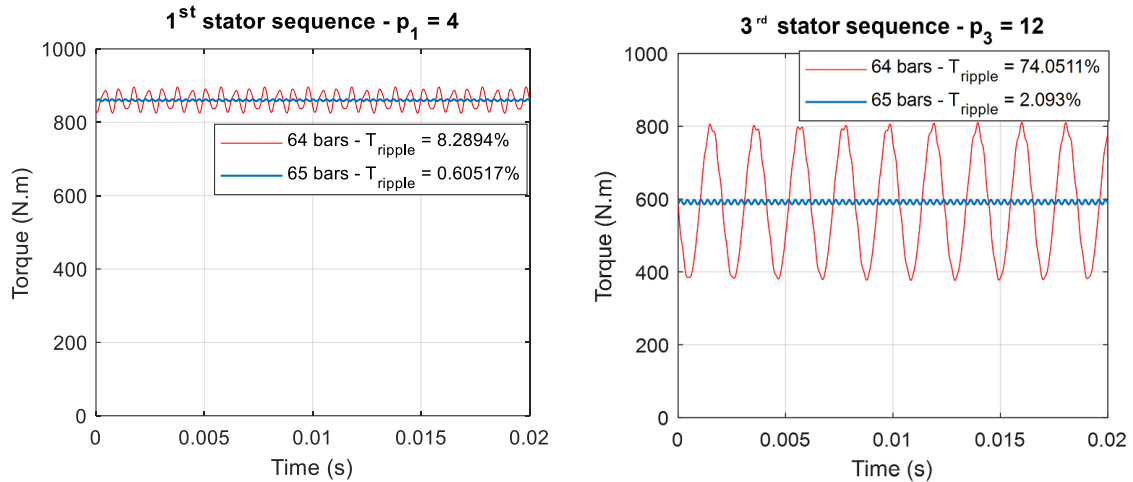 1st stator sequence - p1 = 4
1000
800
600
400
200
0
Torque (N.m)
64 bars - Tripple = 8.2894%
65 bars - Tripple = 0.60517%
0
0.005
0.01
0.015
0.02
Time (s)
3 rd stator sequence - p3 = 12
1000
800
600
400
200
0
Torque (N.m)
64 bars - Tripple = 74.0511%
65 bars - Tripple = 2.093%
0
0.005
0.01
0.015
0.02
Time (s)